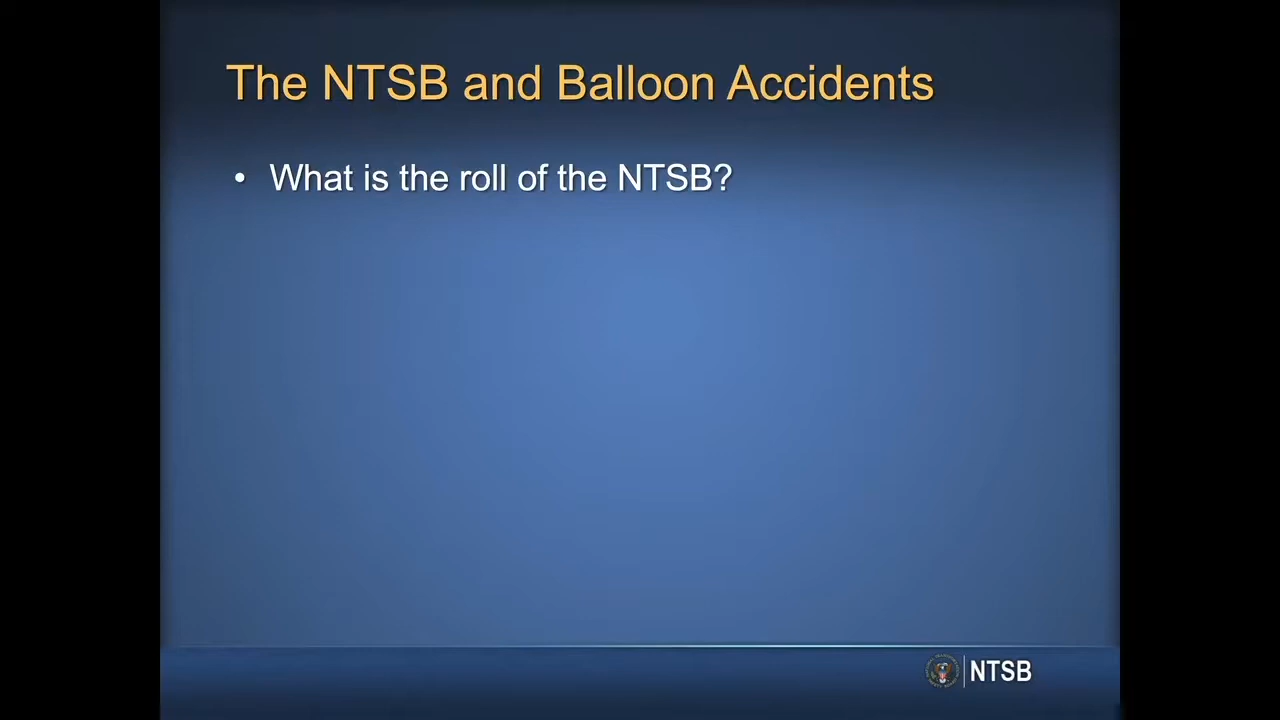 The NTSB and Balloon Accidents
• What is the roll of the NTSB?
NTSB